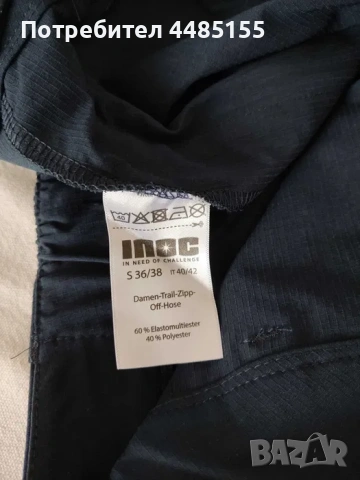 Потребител 4485155
40
INOC
IN NEED OF CHALLENGE
S 36/38 IT 40/42
Damen-Trail-Zipp-
Off-Hose
60 % Elastomultiester
40 % Polyester
BAZAR